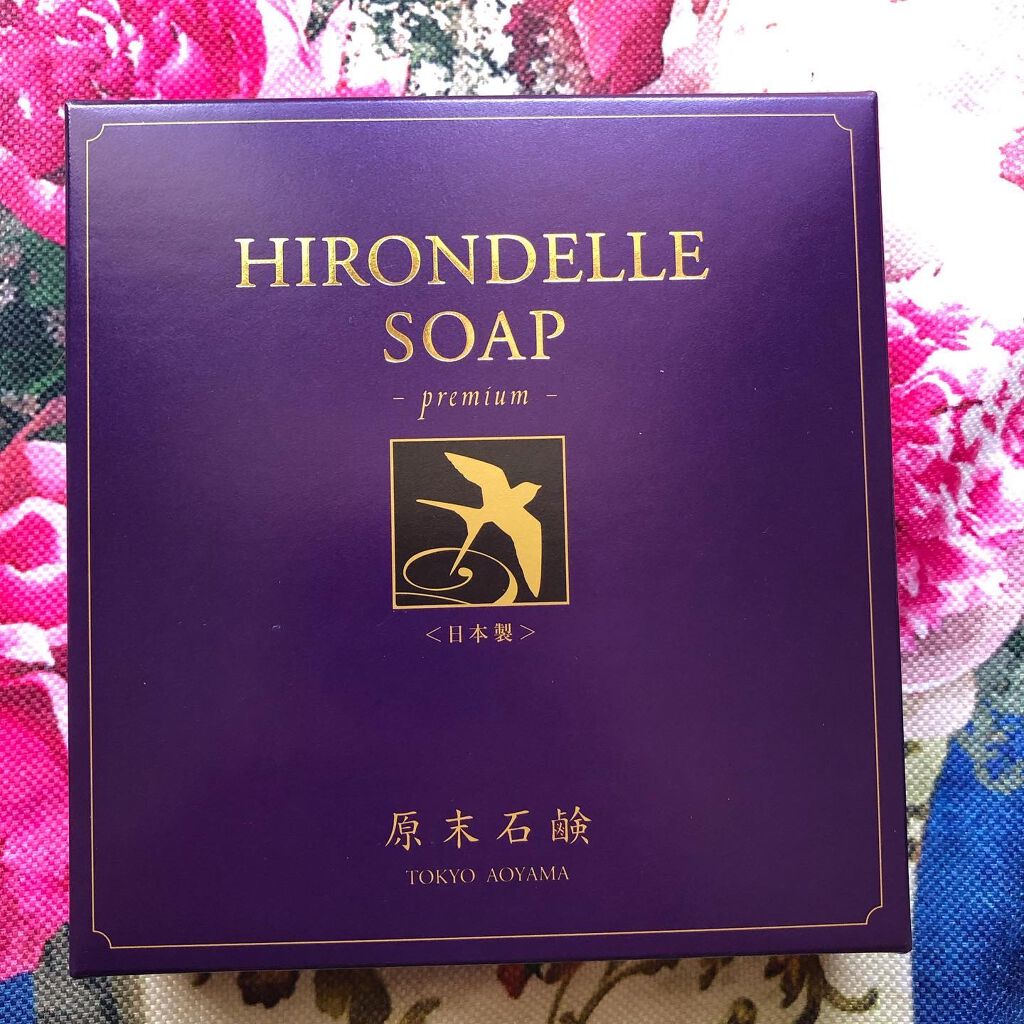 HIRONDELLE
SOAP
- premium -
<日本製>
原末石鹸
TOKYO AOYAMA